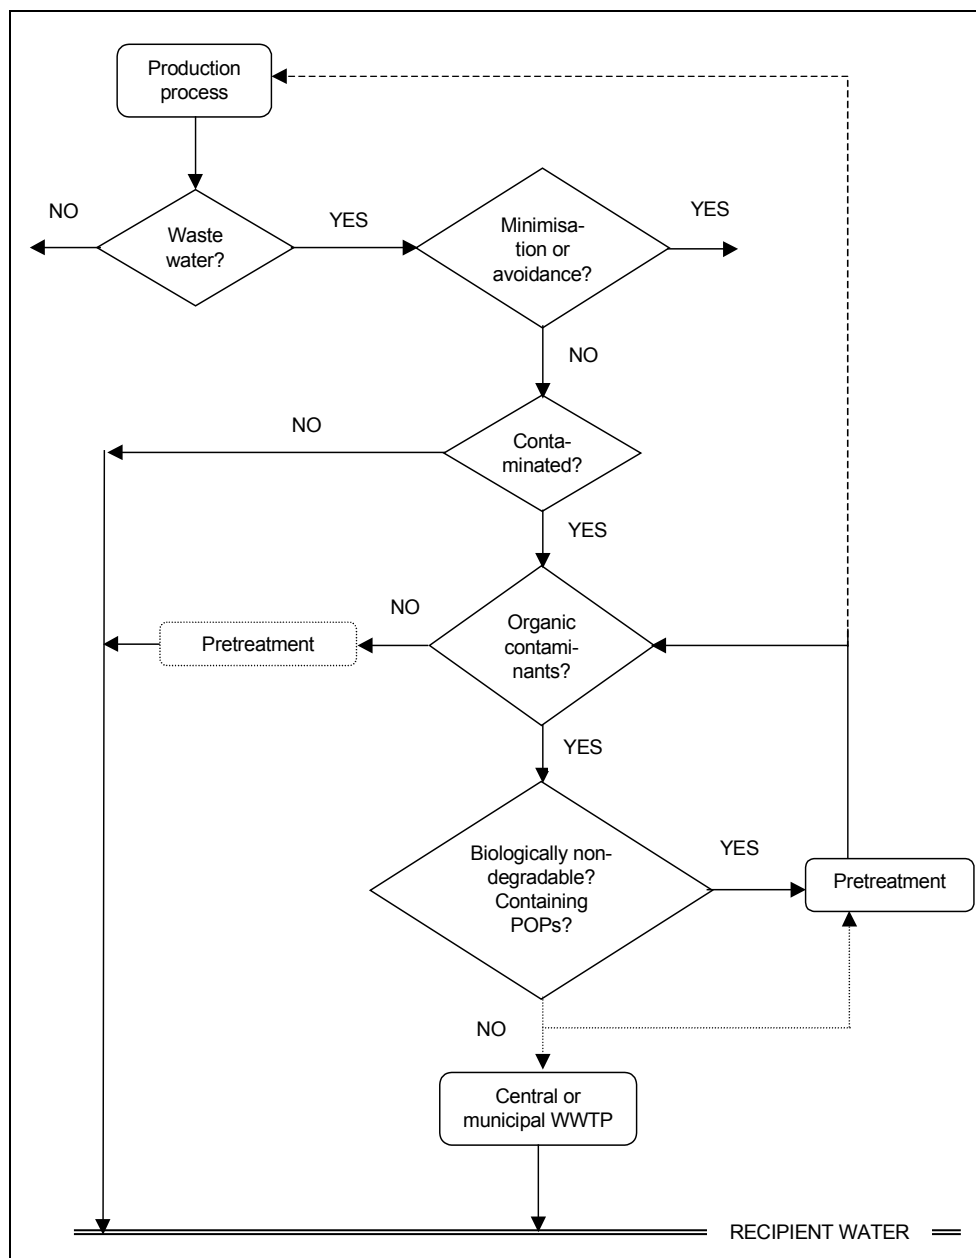 Production
process
NO
Waste
water?
YES
Minimisa-
tion or
avoidance?
YES
NO
NO
Conta-
minated?
YES
Pretreatment
NO
Organic
contami-
nants?
YES
Biologically non-
degradable?
Containing
POPs?
YES
Pretreatment
NO
Central or
municipal WWTP
RECIPIENT WATER